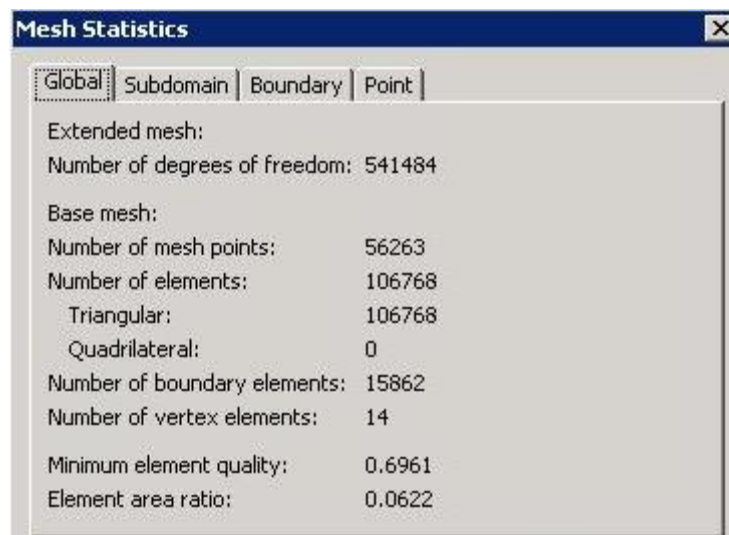 Mesh Statistics
Global Subdomain Boundary Point
Extended mesh:
Number of degrees of freedom: 541484
Base mesh:
Number of mesh points: 56263
Number of elements: 106768
Triangular: 106768
Quadrilateral: 0
Number of boundary elements: 15862
Number of vertex elements: 14
Minimum element quality: 0.6961
Element area ratio: 0.0622